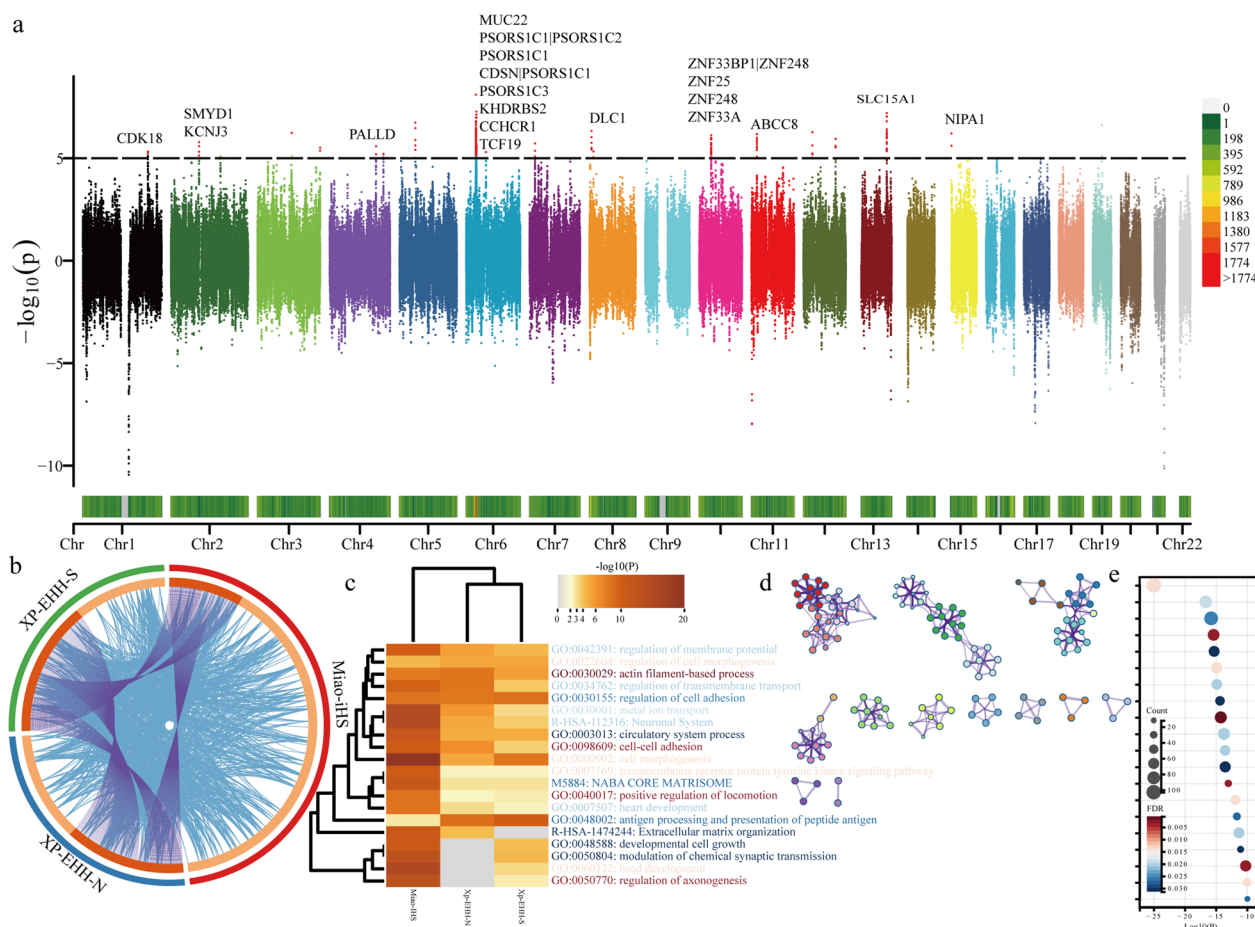 a
MUC22
PSORS1C1|PSORS1C2
PSORS1C1
CDSN|PSORS1C1
PSORS1C3
KHDRBS2
CCHCR1
TCF19
ZNF33BP1|ZNF248
ZNF25
ZNF248
ZNF33A
SMYD1
KCNJ3
CDK18
PALLD
DLC1
ABCC8
SLC15A1
NIPA1
0
1
198
395
592
789
986
1183
1380
1577
1774
>1774
5
0
−5
−10
−log10(p)
Chr Chr1 Chr2 Chr3 Chr4 Chr5 Chr6 Chr7 Chr8 Chr9 Chr11 Chr13 Chr15 Chr17 Chr19 Chr22
b
XP-EHH-S
XP-EHH-N
Miao-iHS
c
-log10(P)
0 2 3 4 6 10 20
GO:0042391: regulation of membrane potential
GO:0022604: regulation of cell morphogenesis
GO:0030029: actin filament-based process
GO:0034762: regulation of transmembrane transport
GO:0030155: regulation of cell adhesion
GO:0030001: metal ion transport
R-HSA-112316: Neuronal System
GO:0003013: circulatory system process
GO:0098609: cell-cell adhesion
GO:0000902: cell morphogenesis
GO:0007169: transmembrane receptor protein tyrosine kinase signaling pathway
M5884: NABA CORE MATRISOME
GO:0040017: positive regulation of locomotion
GO:0007507: heart development
GO:0048002: antigen processing and presentation of peptide antigen
R-HSA-1474244: Extracellular matrix organization
GO:0048588: developmental cell growth
GO:0050804: modulation of chemical synaptic transmission
GO:0060322: head development
GO:0050770: regulation of axonogenesis
Miao-IHS
Xp-EHH-N
Xp-EHH-S
d
e
Count
20
40
60
80
100
FDR
0.005
0.010
0.015
0.020
0.025
0.030
−25 −20 −15 −10
Log10(P)